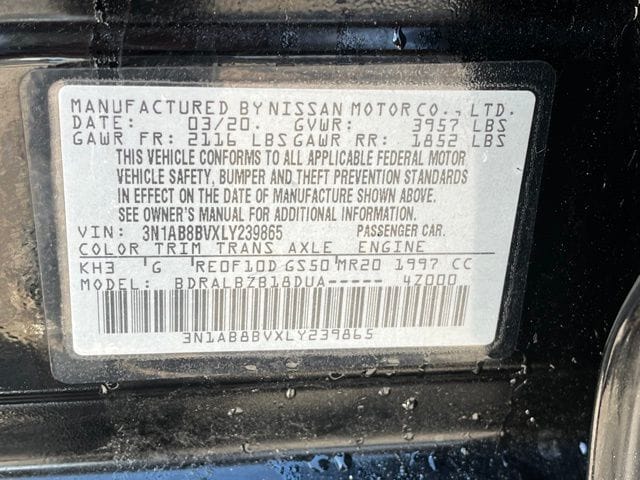 MANUFACTURED BY NISSAN MOTOR CO., LTD.
DATE: 03/20. GVWR: 3957 LBS
GAWR FR: 2116 LBS GAWR RR: 1852 LBS
THIS VEHICLE CONFORMS TO ALL APPLICABLE FEDERAL MOTOR
VEHICLE SAFETY, BUMPER AND THEFT PREVENTION STANDARDS
IN EFFECT ON THE DATE OF MANUFACTURE SHOWN ABOVE.
SEE OWNER'S MANUAL FOR ADDITIONAL INFORMATION.
VIN: 3N1AB8BVXLY239865 PASSENGER CAR.
COLOR TRIM TRANS AXLE ENGINE
KH3 G RE0F10D GS50 MR20 1997 CC
MODEL: BDRALBZB18DUA----- 4Z000
3N1AB8BVXLY239865